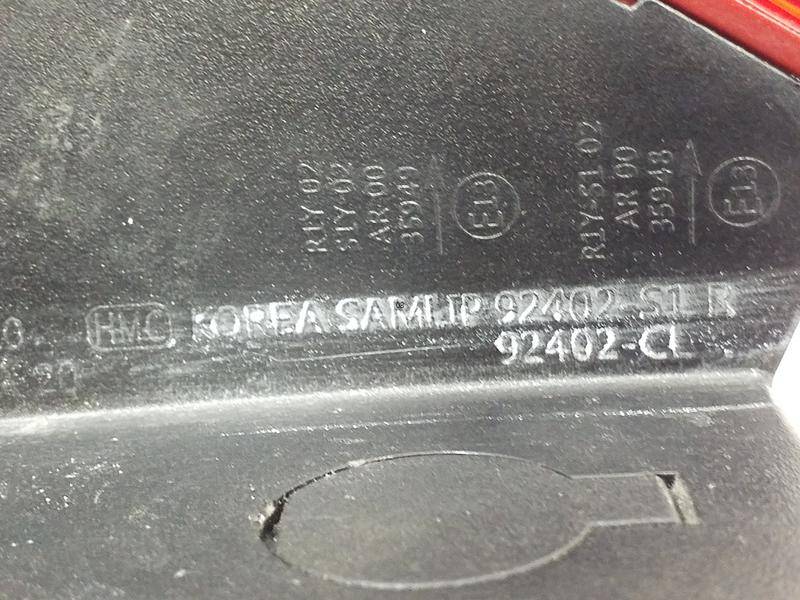 R1Y 02
S1Y-02
AR 00
35949
E13
R1Y-S1 02
AR 00
35948
E13
HMC KOREA SAMLIP 92402-S1 R
92402-CL
20